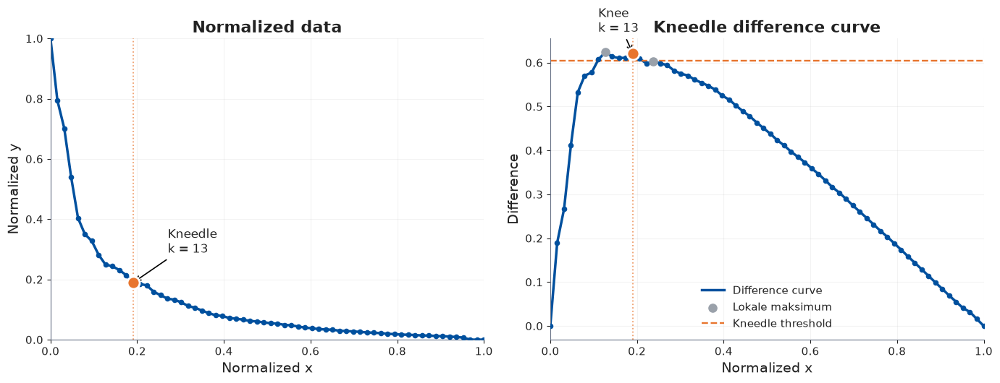 Normalized data
1.0
0.8
0.6
0.4
0.2
0.0
Normalized y
Kneedle
k = 13
0.0 0.2 0.4 0.6 0.8 1.0
Normalized x
Knee
k = 13
Kneedle difference curve
0.6
0.5
0.4
0.3
0.2
0.1
0.0
Difference
Difference curve
Lokale maksimum
Kneedle threshold
0.0 0.2 0.4 0.6 0.8 1.0
Normalized x